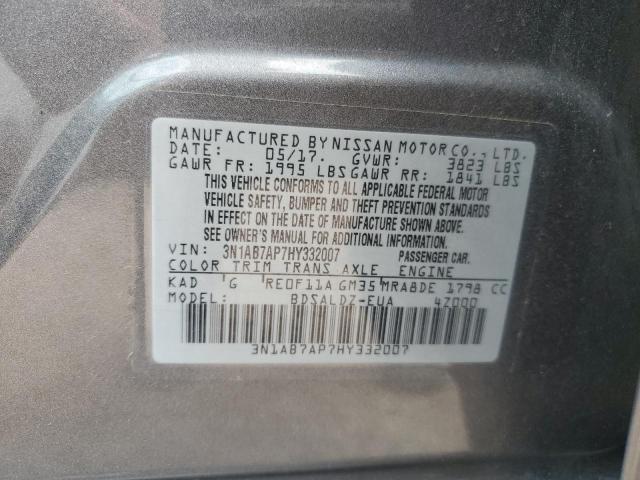 MANUFACTURED BY NISSAN MOTOR CO., LTD.
DATE: 05/17. GVWR: 3823 LBS
GAWR FR: 1995 LBS GAWR RR: 1841 LBS
THIS VEHICLE CONFORMS TO ALL APPLICABLE FEDERAL MOTOR
VEHICLE SAFETY, BUMPER AND THEFT PREVENTION STANDARDS
IN EFFECT ON THE DATE OF MANUFACTURE SHOWN ABOVE.
SEE OWNER'S MANUAL FOR ADDITIONAL INFORMATION.
VIN: 3N1AB7AP7HY332007 PASSENGER CAR.
COLOR TRIM TRANS AXLE ENGINE
KAD G RE0F11A GM35 MRA8DE 1798 CC
MODEL: BDSALDZ-EUA 4Z000
3N1AB7AP7HY332007